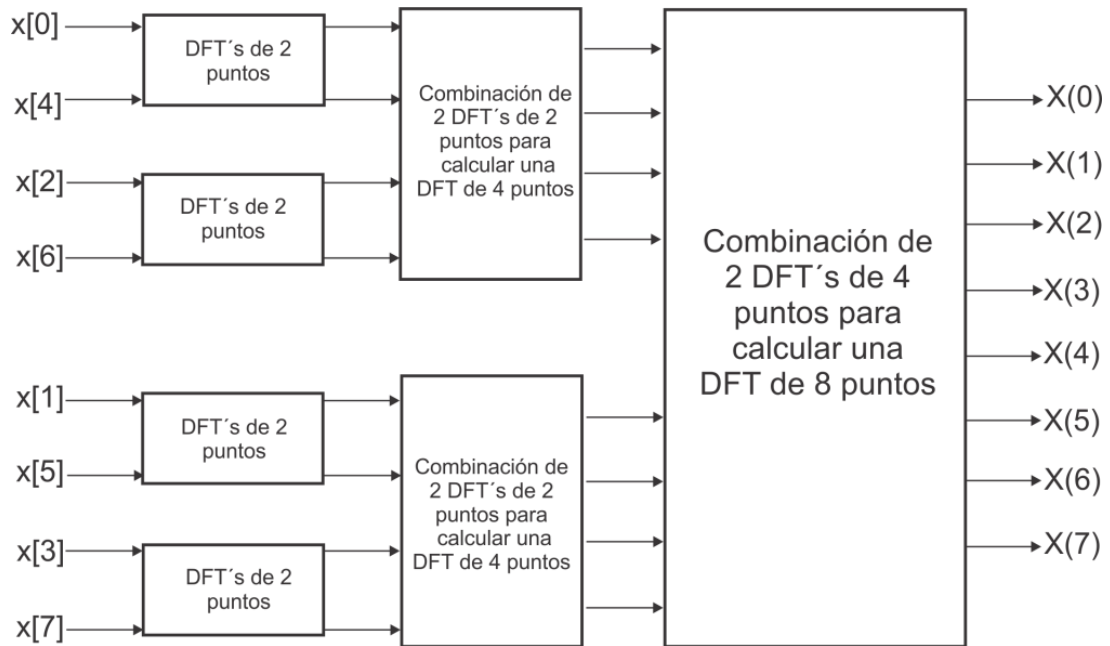 x[0]
x[4]
x[2]
x[6]
x[1]
x[5]
x[3]
x[7]
DFT´s de 2
puntos
DFT´s de 2
puntos
DFT´s de 2
puntos
DFT´s de 2
puntos
Combinación de
2 DFT´s de 2
puntos para
calcular una
DFT de 4 puntos
Combinación de
2 DFT´s de 2
puntos para
calcular una
DFT de 4 puntos
Combinación de
2 DFT´s de 4
puntos para
calcular una
DFT de 8 puntos
X(0)
X(1)
X(2)
X(3)
X(4)
X(5)
X(6)
X(7)